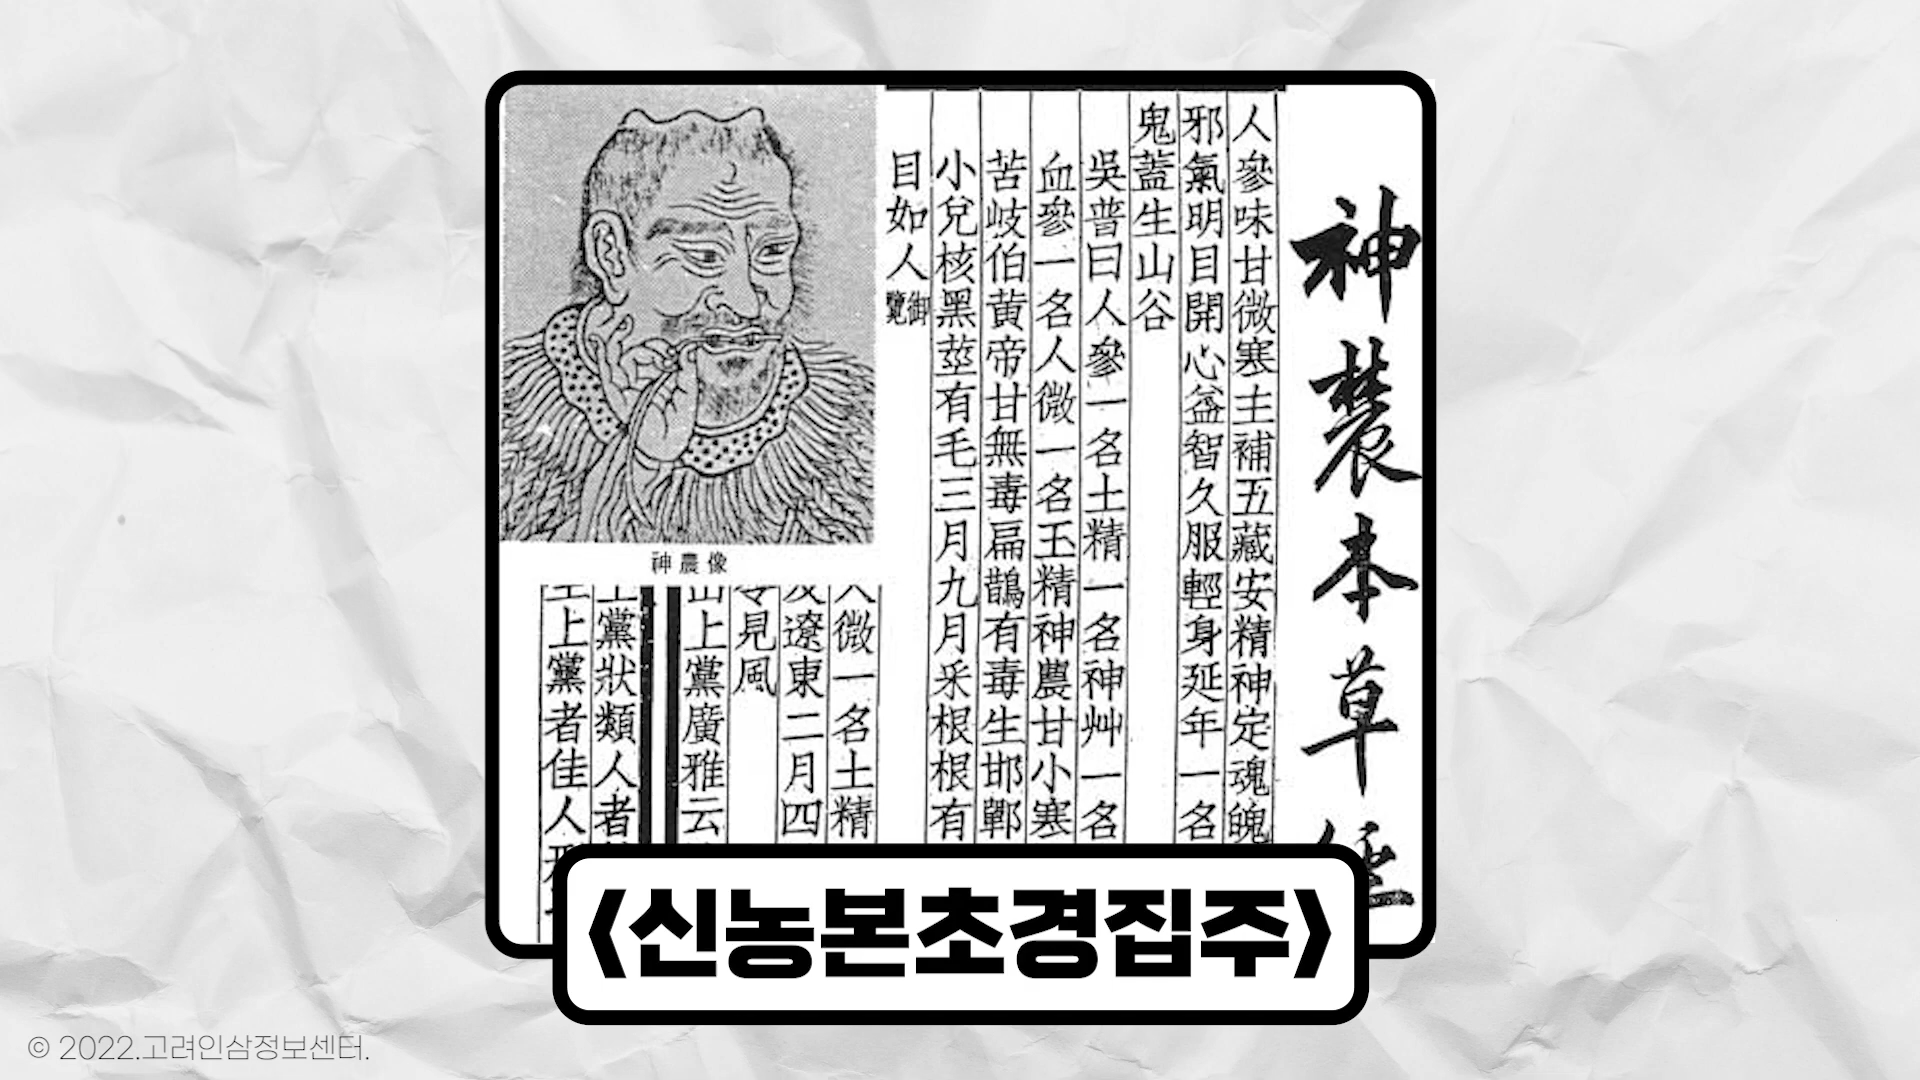 神農本草經
人參味甘微寒主補五藏安精神定魂魄
邪氣明目開心益智久服輕身延年一名
鬼蓋生山谷
吳普曰人參一名土精一名神艸一名
血參一名人微一名玉精神農甘小寒
苦岐伯黃帝甘無毒扁鵲有毒生邯鄲
小兌核黑莖有毛三月九月采根根有
目如人御覽
神農像
微一名土精
遼東二月四
見風
上黨廣雅云
黨狀類人者
上黨者佳人形
〈신농본초경집주〉
© 2022.고려인삼정보센터.